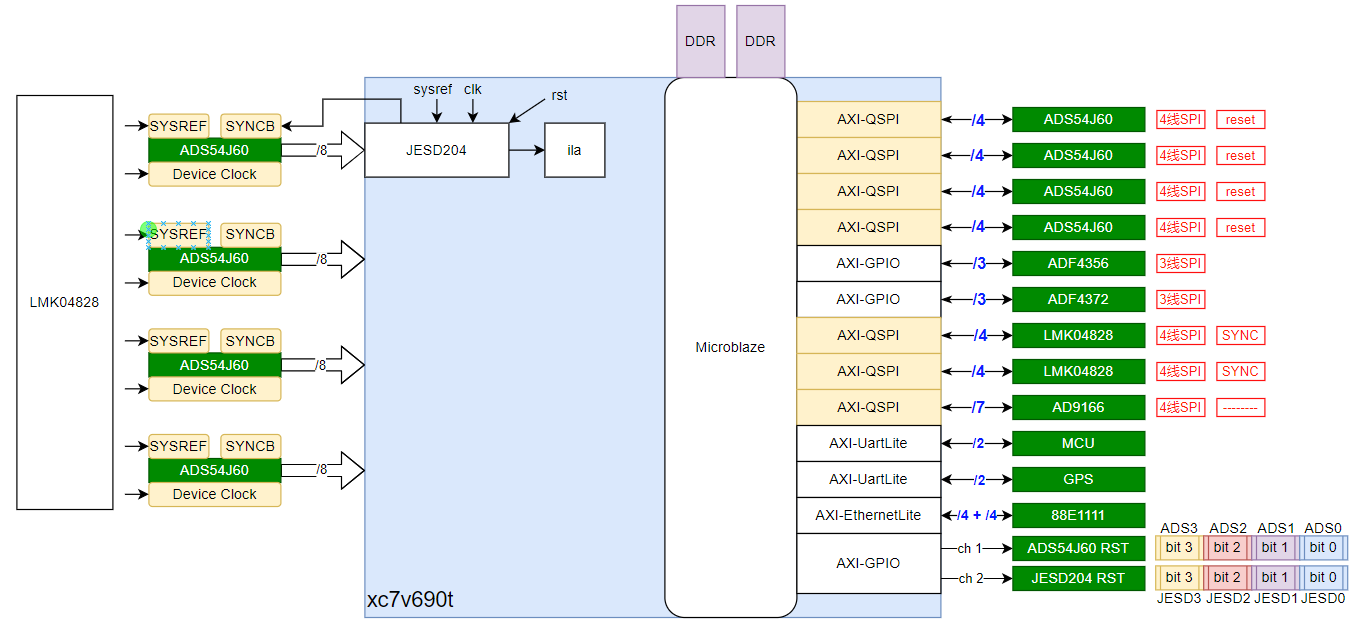 DDR
DDR
LMK04828
SYSREF
SYNCB
ADS54J60
Device Clock
/8
SYSREF
SYNCB
ADS54J60
Device Clock
/8
SYSREF
SYNCB
ADS54J60
Device Clock
/8
SYSREF
SYNCB
ADS54J60
Device Clock
/8
sysref
clk
rst
JESD204
ila
xc7v690t
Microblaze
AXI-QSPI
/4
ADS54J60
4线SPI
reset
AXI-QSPI
/4
ADS54J60
4线SPI
reset
AXI-QSPI
/4
ADS54J60
4线SPI
reset
AXI-QSPI
/4
ADS54J60
4线SPI
reset
AXI-GPIO
/3
ADF4356
3线SPI
AXI-GPIO
/3
ADF4372
3线SPI
AXI-QSPI
/4
LMK04828
4线SPI
SYNC
AXI-QSPI
/4
LMK04828
4线SPI
SYNC
AXI-QSPI
/7
AD9166
4线SPI
--------
AXI-UartLite
/2
MCU
AXI-UartLite
/2
GPS
AXI-EthernetLite
/4 + /4
88E1111
AXI-GPIO
ch 1
ADS54J60 RST
ADS3 ADS2 ADS1 ADS0
bit 3 bit 2 bit 1 bit 0
ch 2
JESD204 RST
bit 3 bit 2 bit 1 bit 0
JESD3 JESD2 JESD1 JESD0